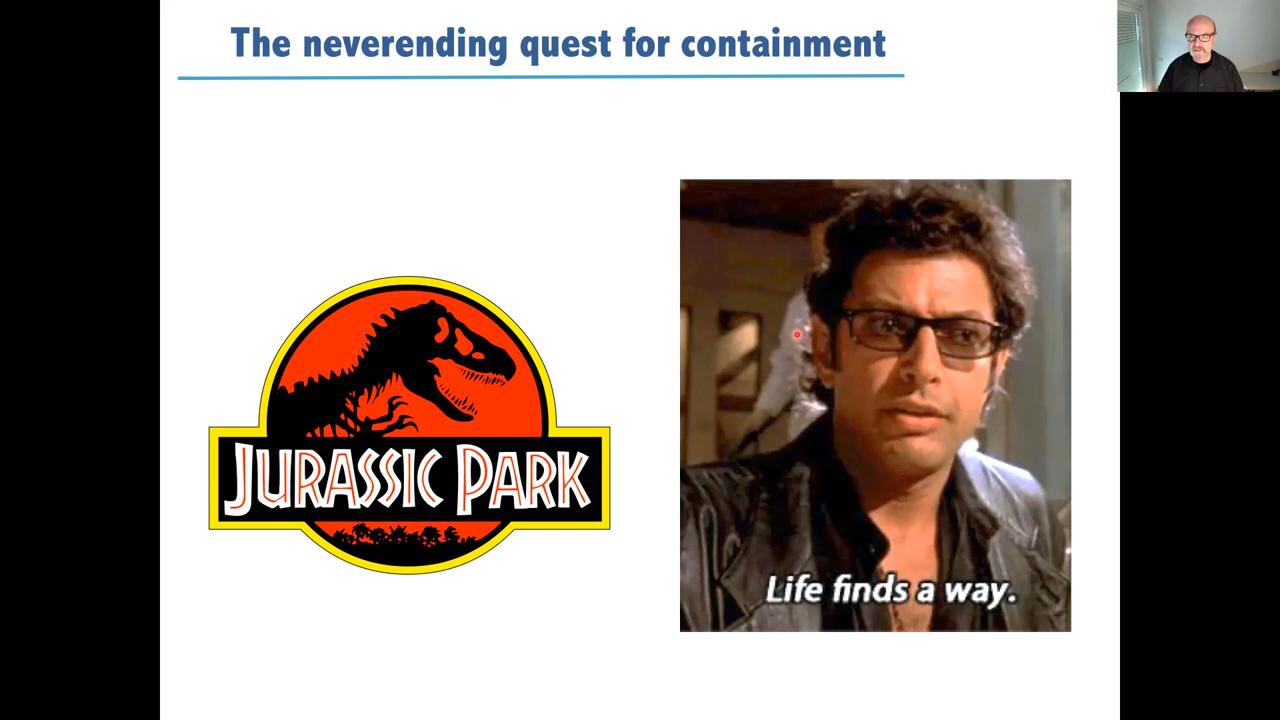 The neverending quest for containment
JURASSIC PARK
Life finds a way.